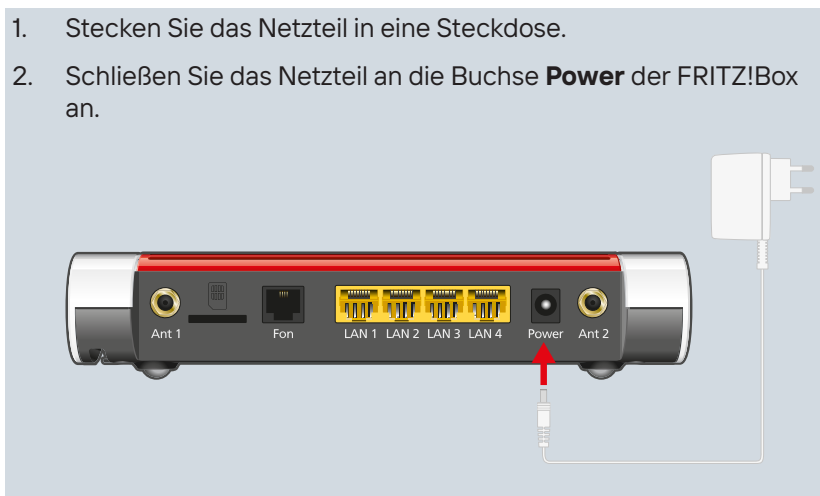 1. Stecken Sie das Netzteil in eine Steckdose.
2. Schließen Sie das Netzteil an die Buchse Power der FRITZ!Box
an.
Ant 1 Fon LAN 1 LAN 2 LAN 3 LAN 4 Power Ant 2